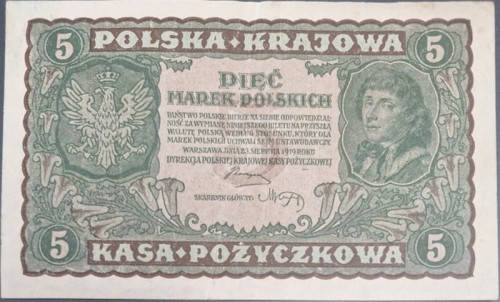 5 POLSKA·KRAJOWA 5
PIĘĆ
MAREK POLSKICH
PAŃSTWO POLSKIE BIERZE NA SIEBIE ODPOWIEDZIAL-
NOŚĆ ZA WYMIANĘ NINIEJSZEGO BILETU NA PRZYSZŁĄ
WALUTĘ POLSKĄ WEDŁUG STOSUNKU, KTÓRY DLA
MAREK POLSKICH UCHWALI SEJM USTAWODAWCZY
WARSZAWA DNIA 23 SIERPNIA 1919 ROKU
DYREKCJA POLSKIEJ KRAJOWEJ KASY POŻYCZKOWEJ
SKARBNIK GŁÓWNY
5 KASA·POŻYCZKOWA 5